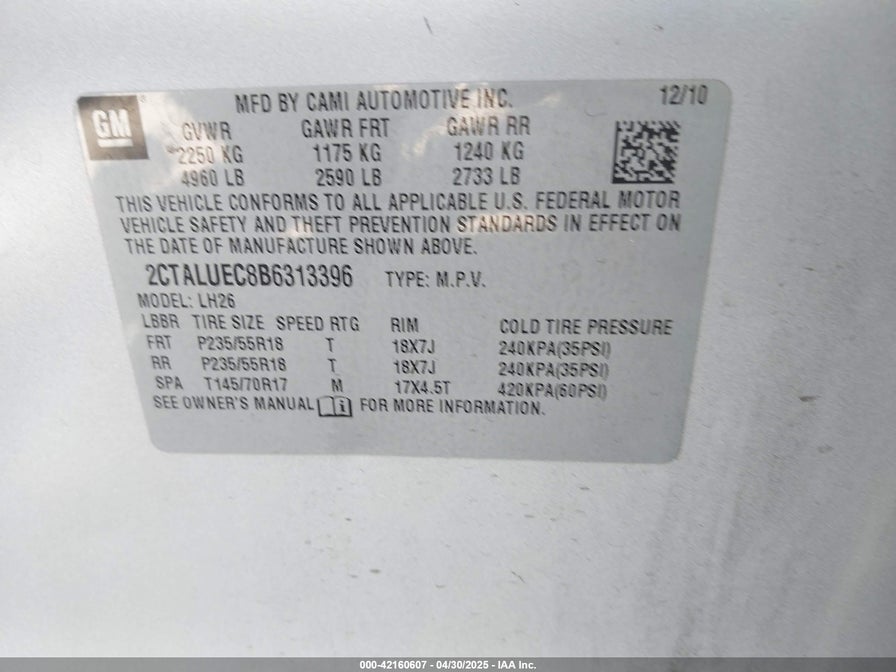 GM
MFD BY CAMI AUTOMOTIVE INC. 12/10
GVWR GAWR FRT GAWR RR
2250 KG 1175 KG 1240 KG
4960 LB 2590 LB 2733 LB
THIS VEHICLE CONFORMS TO ALL APPLICABLE U.S. FEDERAL MOTOR
VEHICLE SAFETY AND THEFT PREVENTION STANDARDS IN EFFECT ON
THE DATE OF MANUFACTURE SHOWN ABOVE.
2CTALUEC8B6313396 TYPE: M.P.V.
MODEL: LH26
LBBR TIRE SIZE SPEED RTG RIM COLD TIRE PRESSURE
FRT P235/55R18 T 18X7J 240KPA(35PSI)
RR P235/55R18 T 18X7J 240KPA(35PSI)
SPA T145/70R17 M 17X4.5T 420KPA(60PSI)
SEE OWNER'S MANUAL FOR MORE INFORMATION.
000-42160607 - 04/30/2025 - IAA Inc.